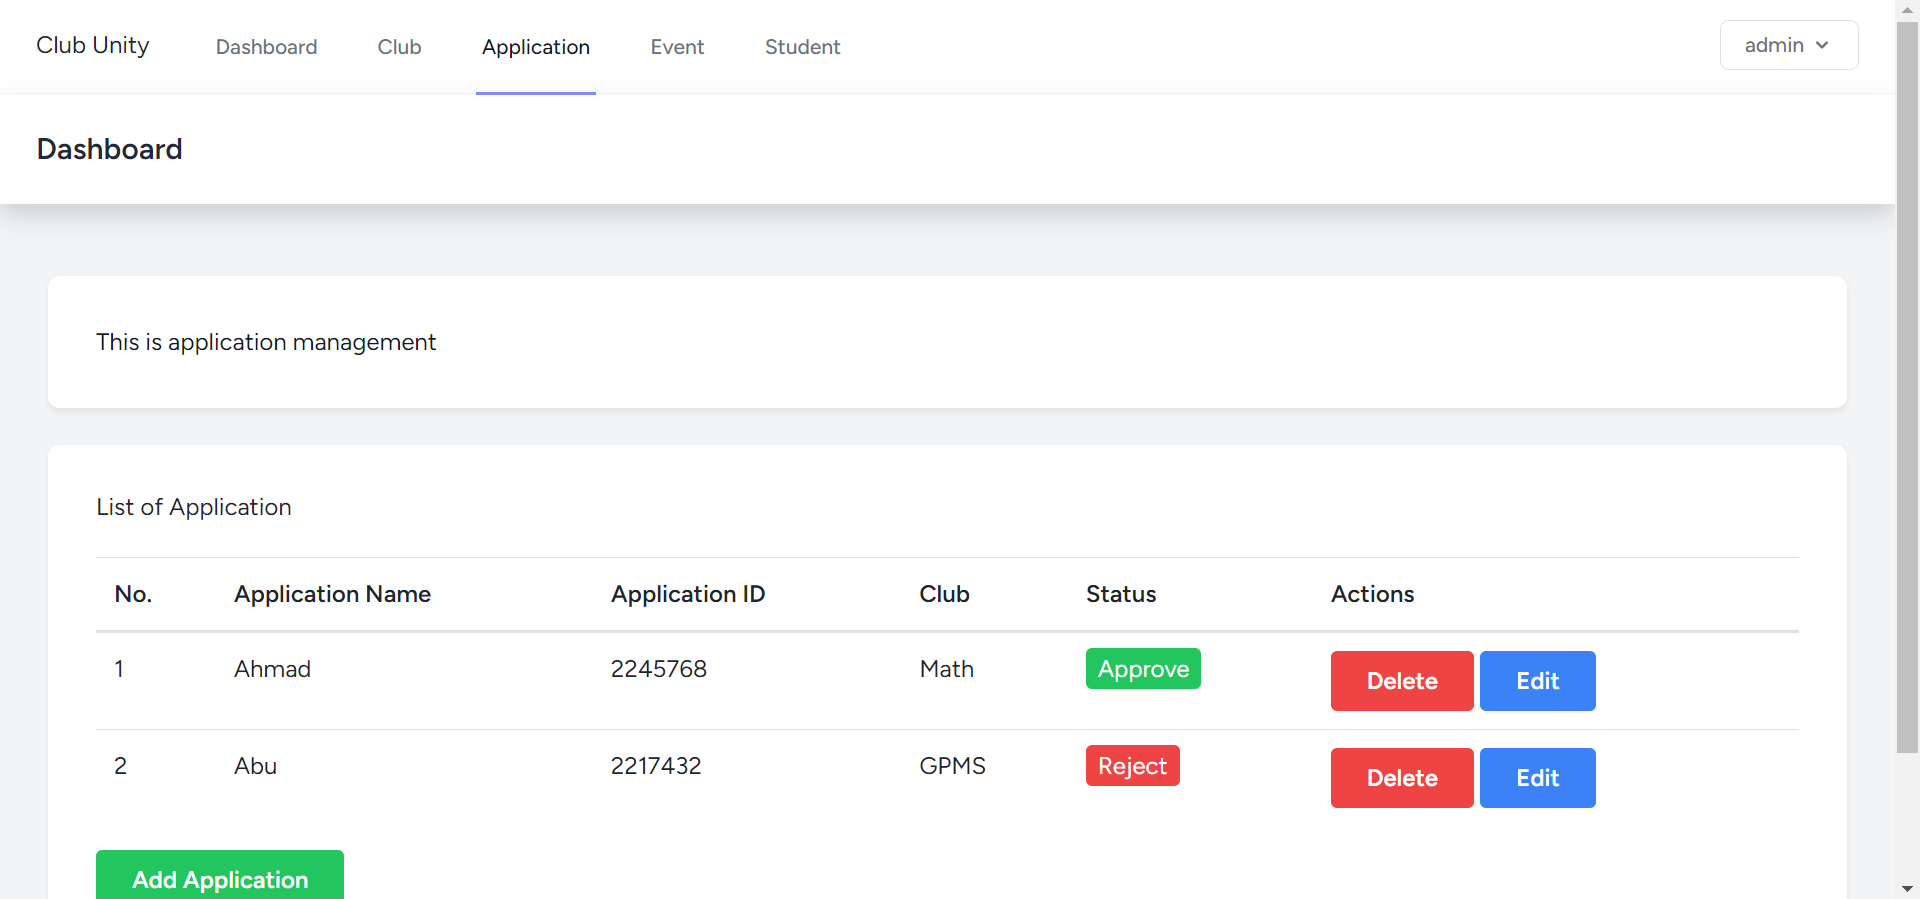 Club Unity Dashboard Club Application Event Student admin
Dashboard
This is application management
List of Application
No. Application Name Application ID Club Status Actions
1 Ahmad 2245768 Math Approve Delete Edit
2 Abu 2217432 GPMS Reject Delete Edit
Add Application